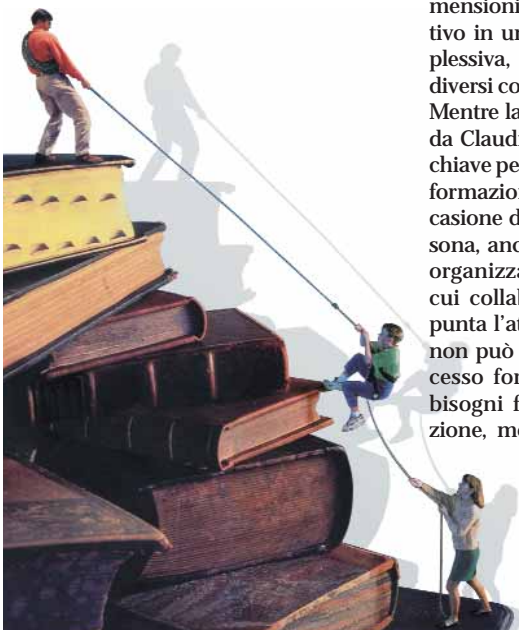 mensioni
tivo in un
plessiva,
diversi co
Mentre la
da Claudi
chiave pe
formazion
casione d
sona, anc
organizza
cui collab
punta l'at
non può
cesso for
bisogni f
zione, me